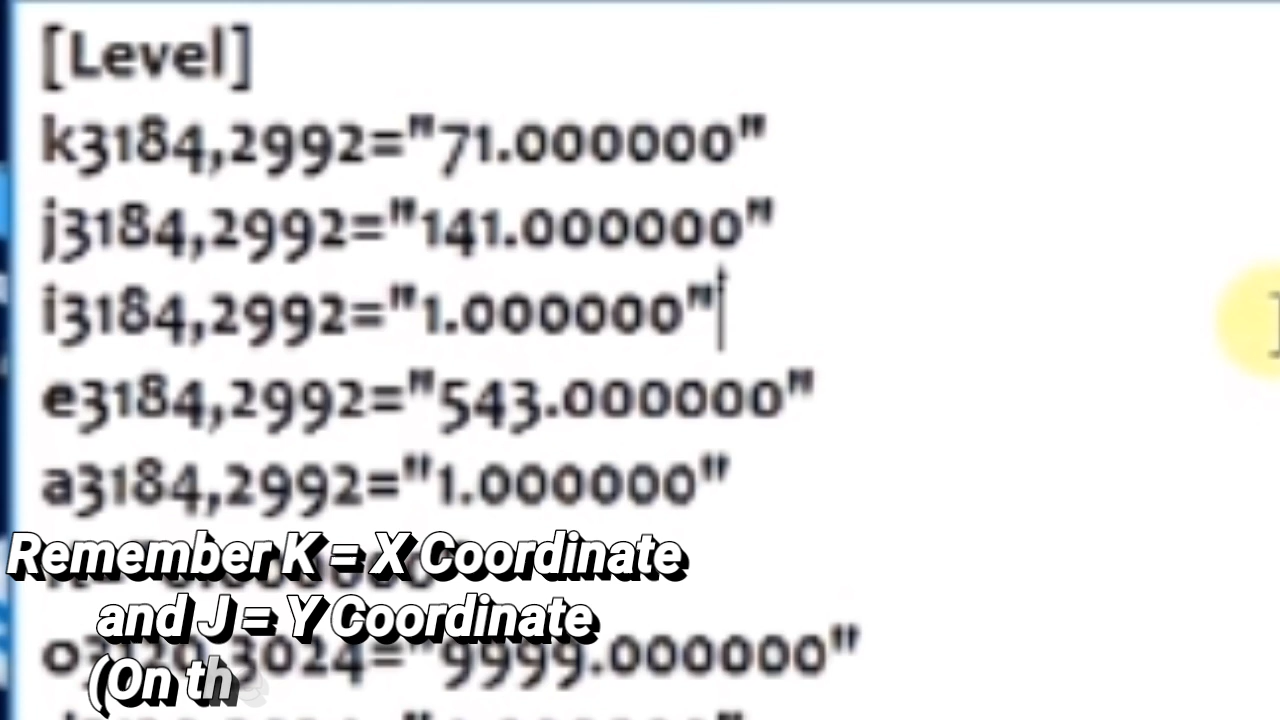 [Level]
k3184,2992="71.000000"
j3184,2992="141.000000"
i3184,2992="1.000000"
e3184,2992="543.000000"
a3184,2992="1.000000"
Remember K = X Coordinate
and J = Y Coordinate
3024="9999.000000"
(On th